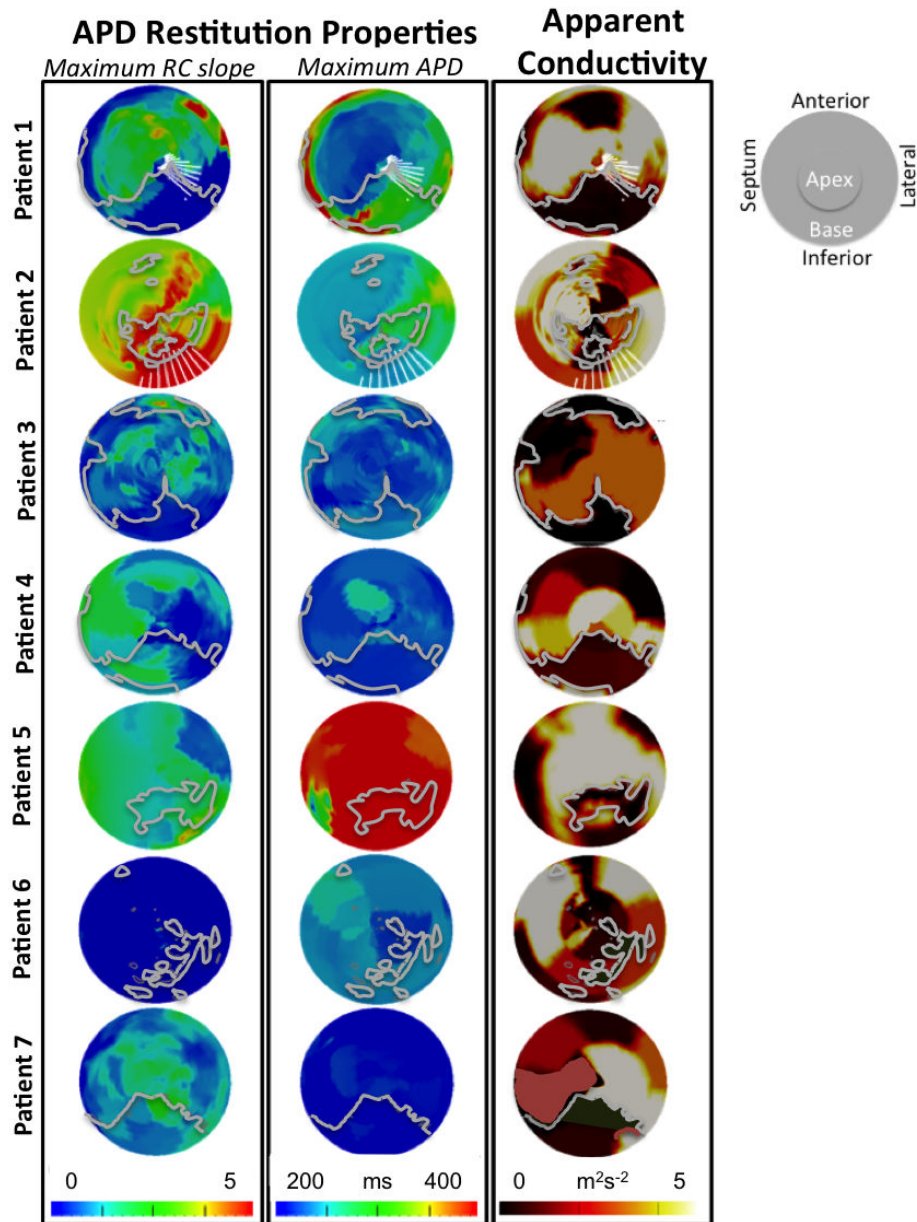 APD Restitution Properties
Maximum RC slope
Maximum APD
Apparent
Conductivity
Anterior
Septum
Apex
Lateral
Base
Inferior
Patient 1
Patient 2
Patient 3
Patient 4
Patient 5
Patient 6
Patient 7
0 5
200 ms 400
0 m²s⁻² 5